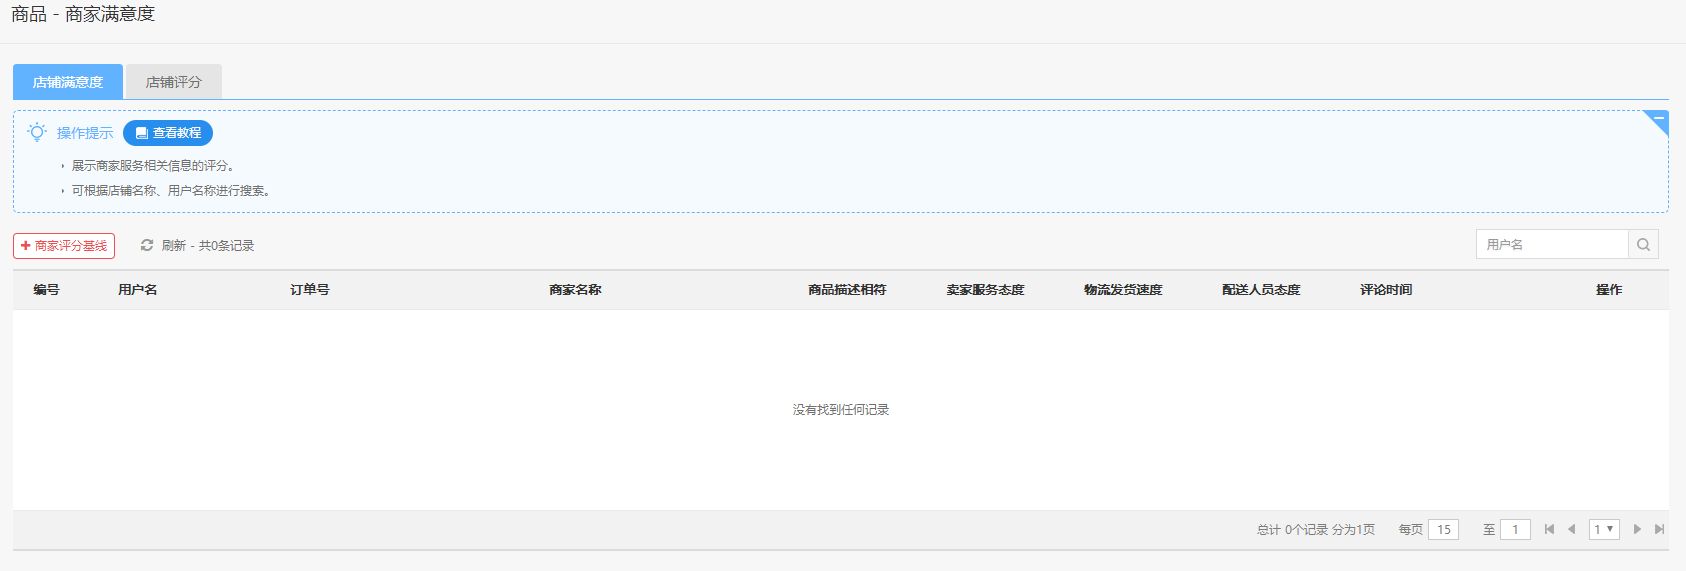 商品 - 商家满意度
店铺满意度 店铺评分
操作提示 查看教程
展示商家服务相关信息的评分。
可根据店铺名称、用户名称进行搜索。
商家评分基线 刷新 - 共0条记录 用户名
编号 用户名 订单号 商家名称 商品描述相符 卖家服务态度 物流发货速度 配送人员态度 评论时间 操作
没有找到任何记录
总计 0个记录 分为1页 每页 15 至 1 1